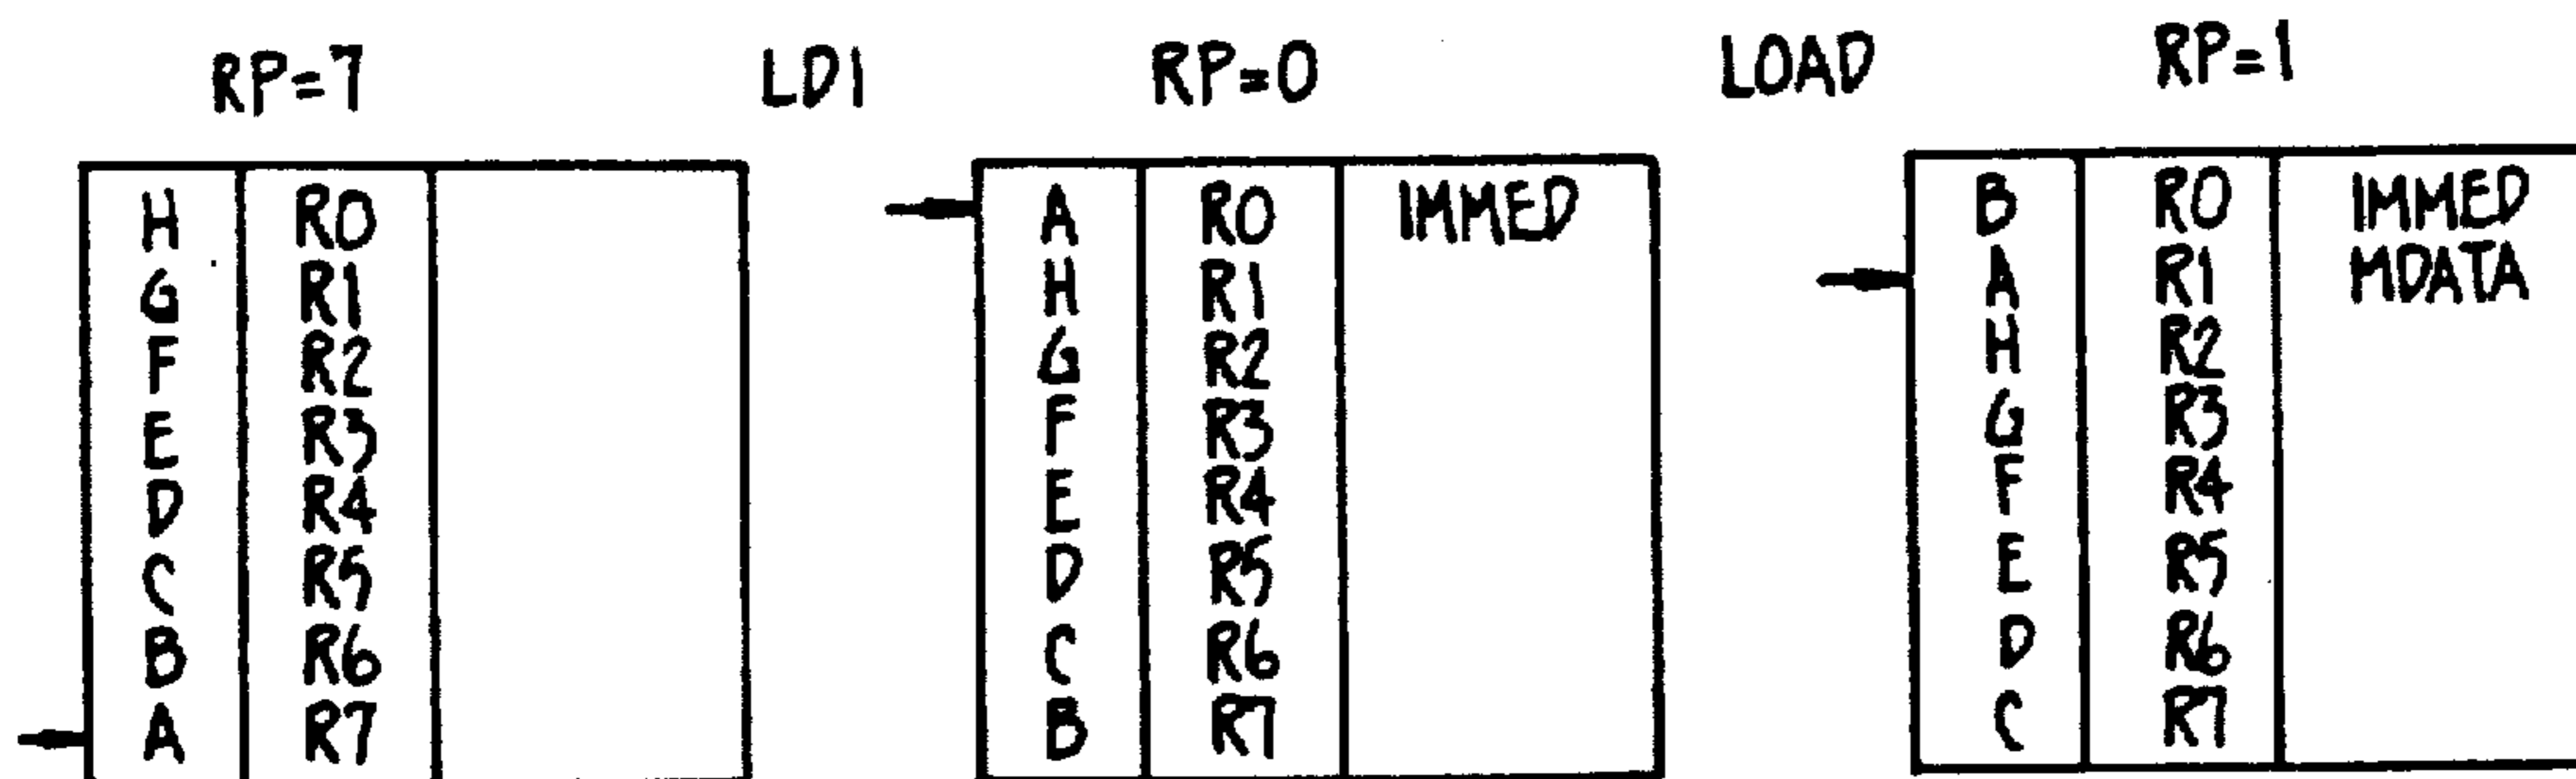 RP=7 LDI RP=0 LOAD RP=1
H R0 A R0 IMMED B R0 IMMED
G R1 H R1 A R1 MDATA
F R2 G R2 H R2
E R3 F R3 G R3
D R4 E R4 F R4
C R5 D R5 E R5
B R6 C R6 D R6
A R7 B R7 C R7